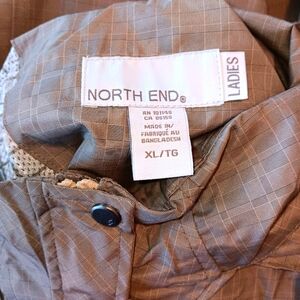 NORTH END®
LADIES
MADE IN/
FABRIQUÉ AU
BANGLADESH
XL/TG